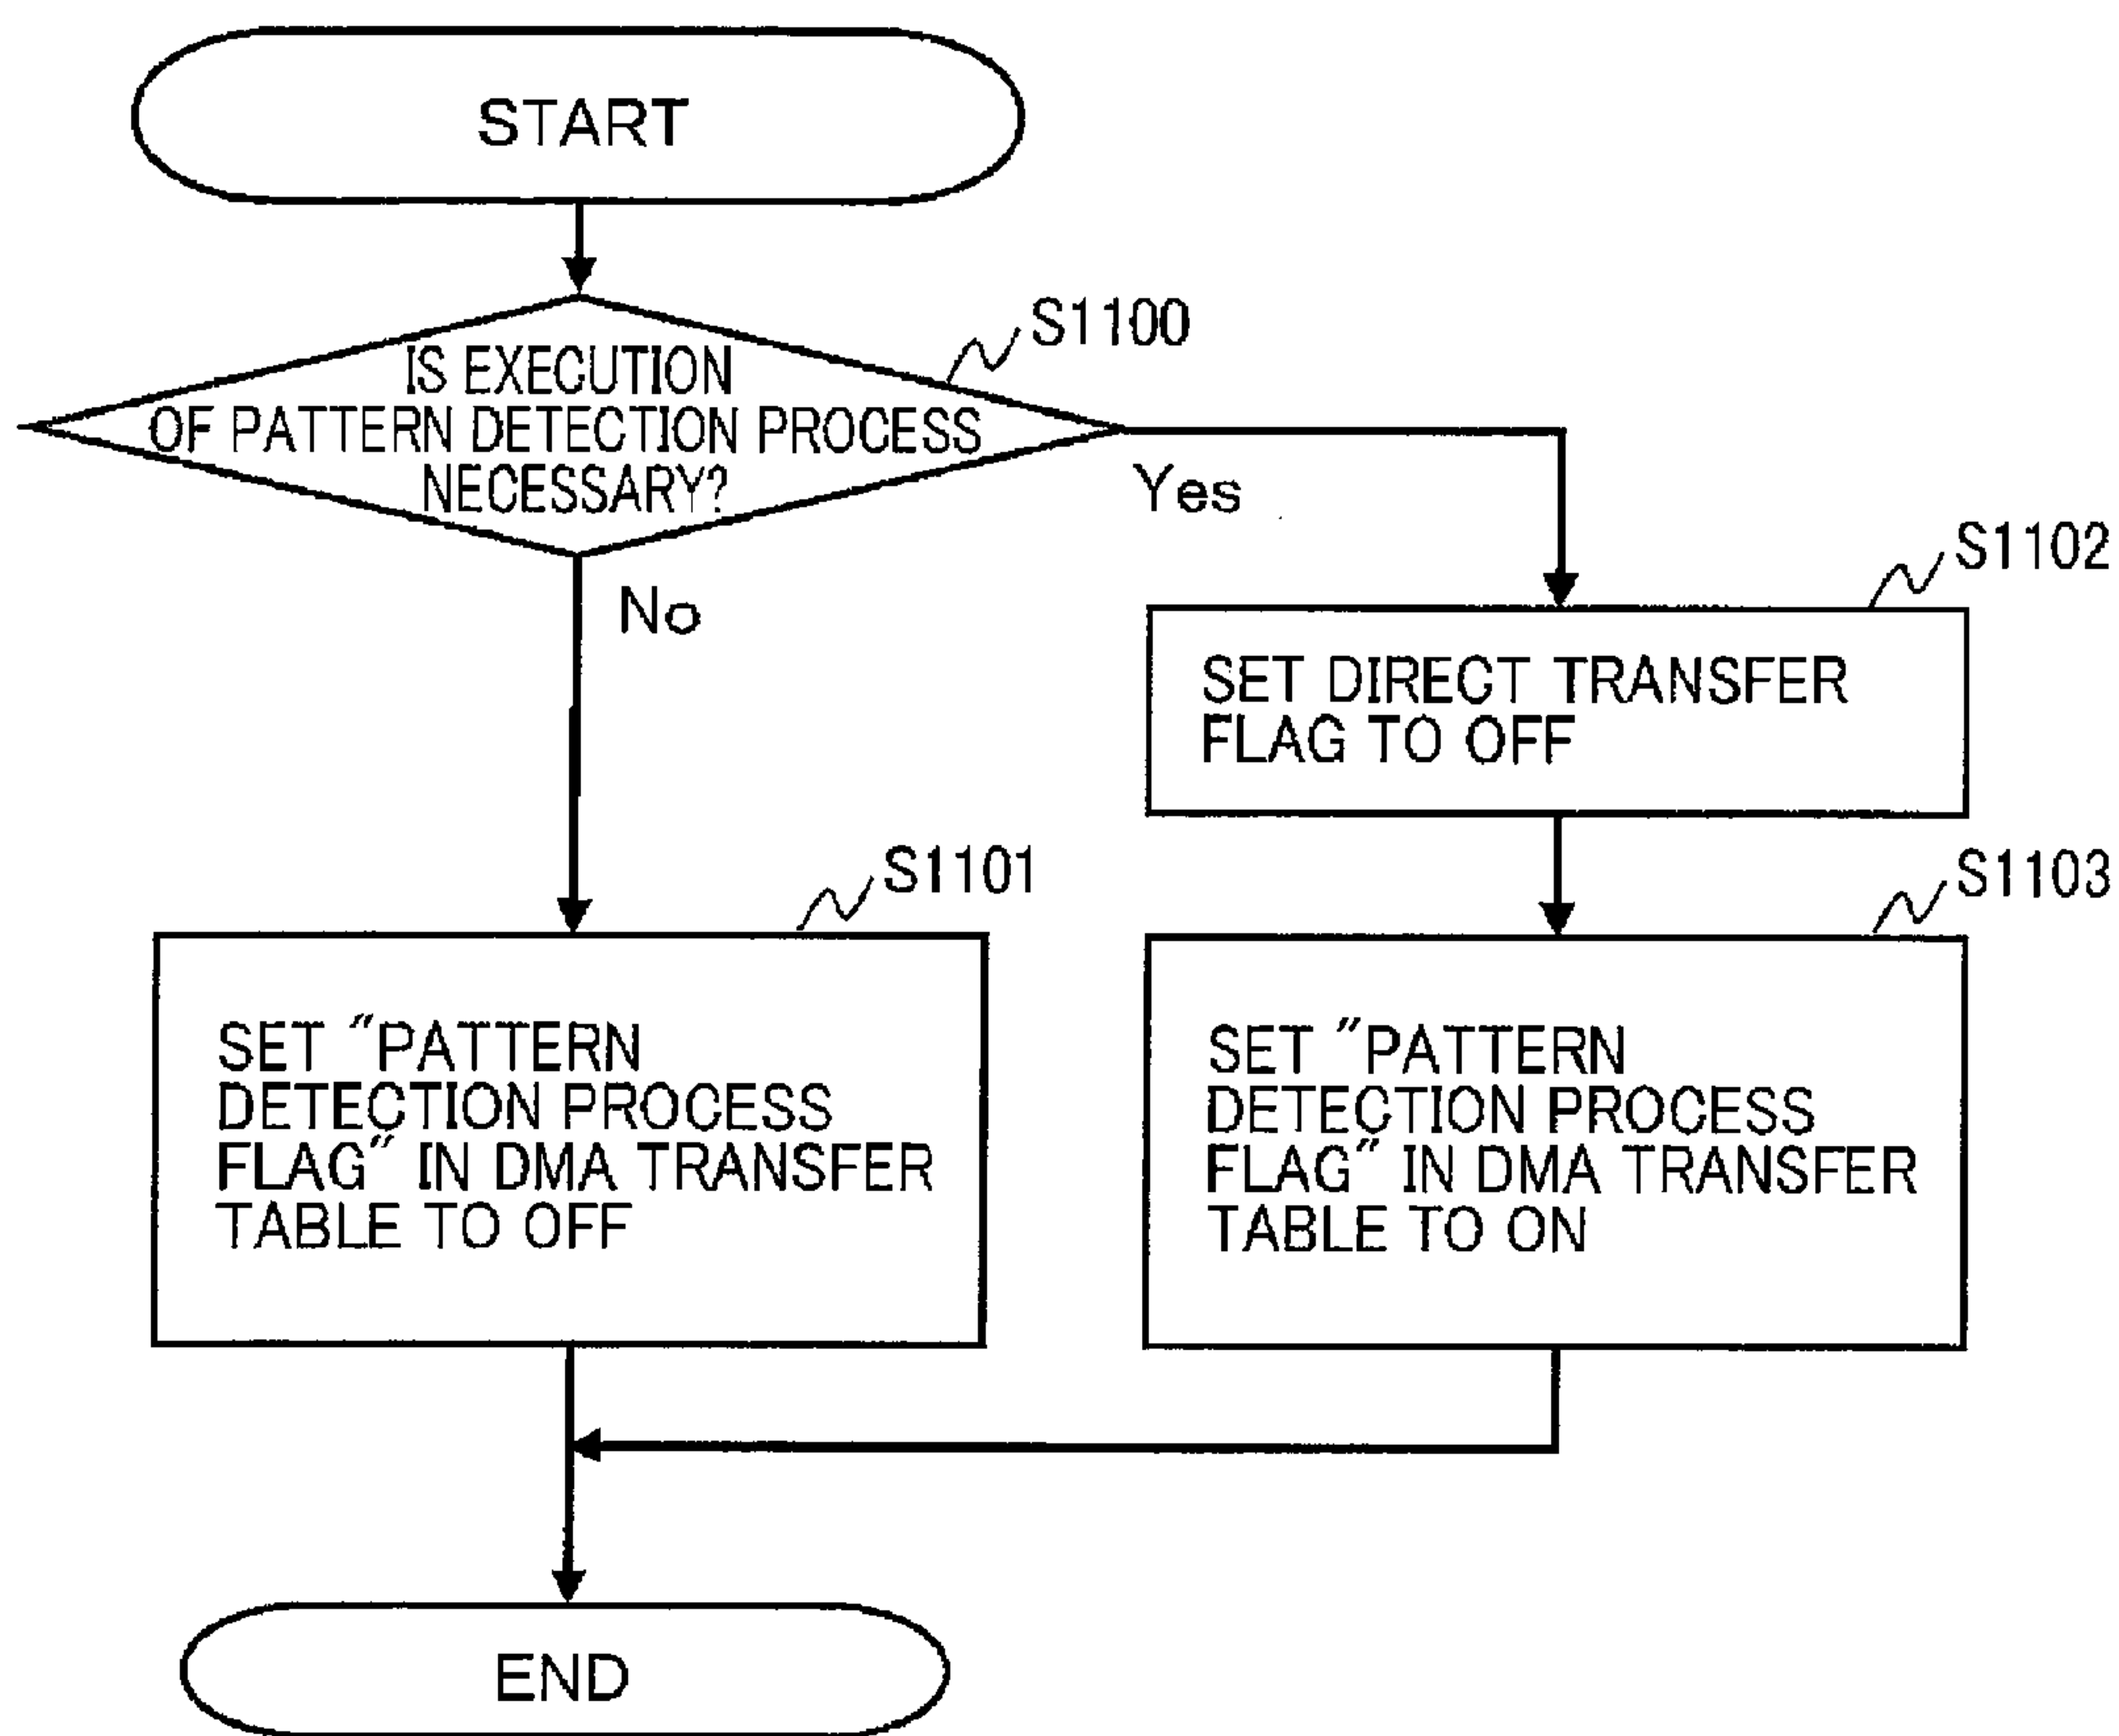 START
S1100
IS EXECUTION
OF PATTERN DETECTION PROCESS
NECESSARY?
Yes
No
S1102
SET DIRECT TRANSFER
FLAG TO OFF
S1101
SET "PATTERN
DETECTION PROCESS
FLAG" IN DMA TRANSFER
TABLE TO OFF
S1103
SET "PATTERN
DETECTION PROCESS
FLAG" IN DMA TRANSFER
TABLE TO ON
END